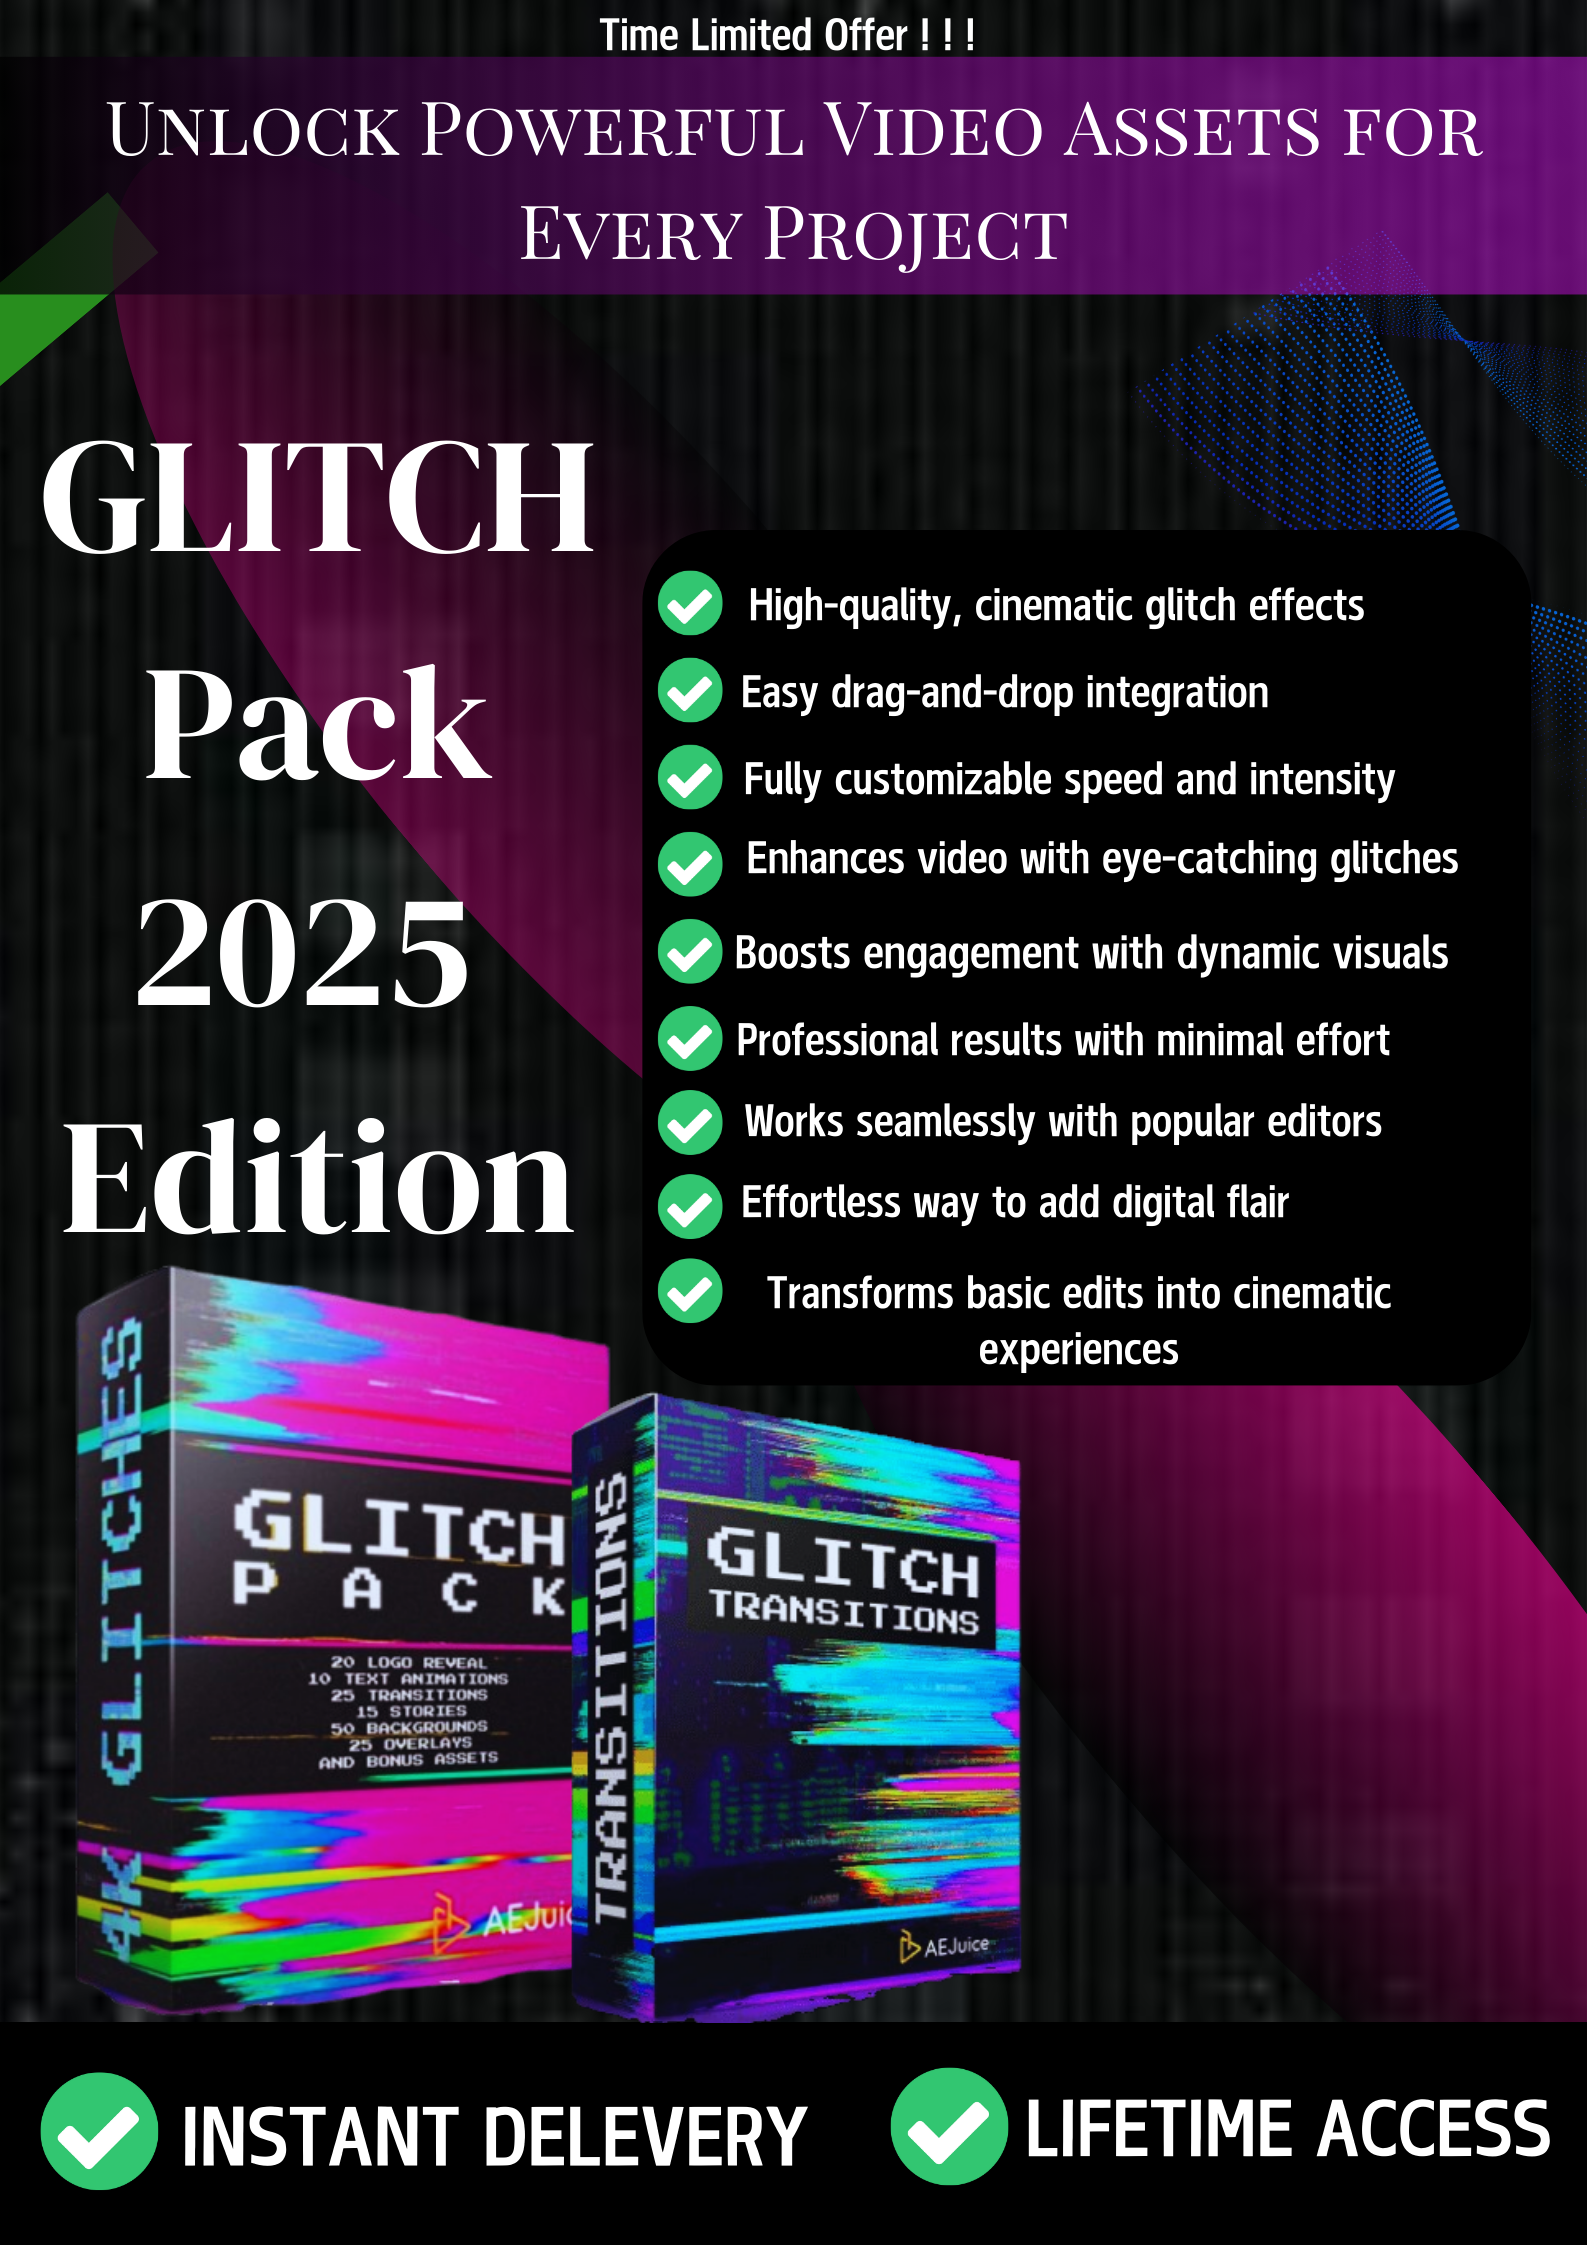 Time Limited Offer ! ! !
Unlock Powerful Video Assets for
Every Project
GLITCH
Pack
2025
Edition
High-quality, cinematic glitch effects
Easy drag-and-drop integration
Fully customizable speed and intensity
Enhances video with eye-catching glitches
Boosts engagement with dynamic visuals
Professional results with minimal effort
Works seamlessly with popular editors
Effortless way to add digital flair
Transforms basic edits into cinematic
experiences
4K GLITCHES
GLITCH
PACK
20 LOGO REVEAL
10 TEXT ANIMATIONS
25 TRANSITIONS
15 STORIES
50 BACKGROUNDS
25 OVERLAYS
AND BONUS ASSETS
AEJuic
TRANSITIONS
GLITCH
TRANSITIONS
AEJuice
INSTANT DELEVERY
LIFETIME ACCESS